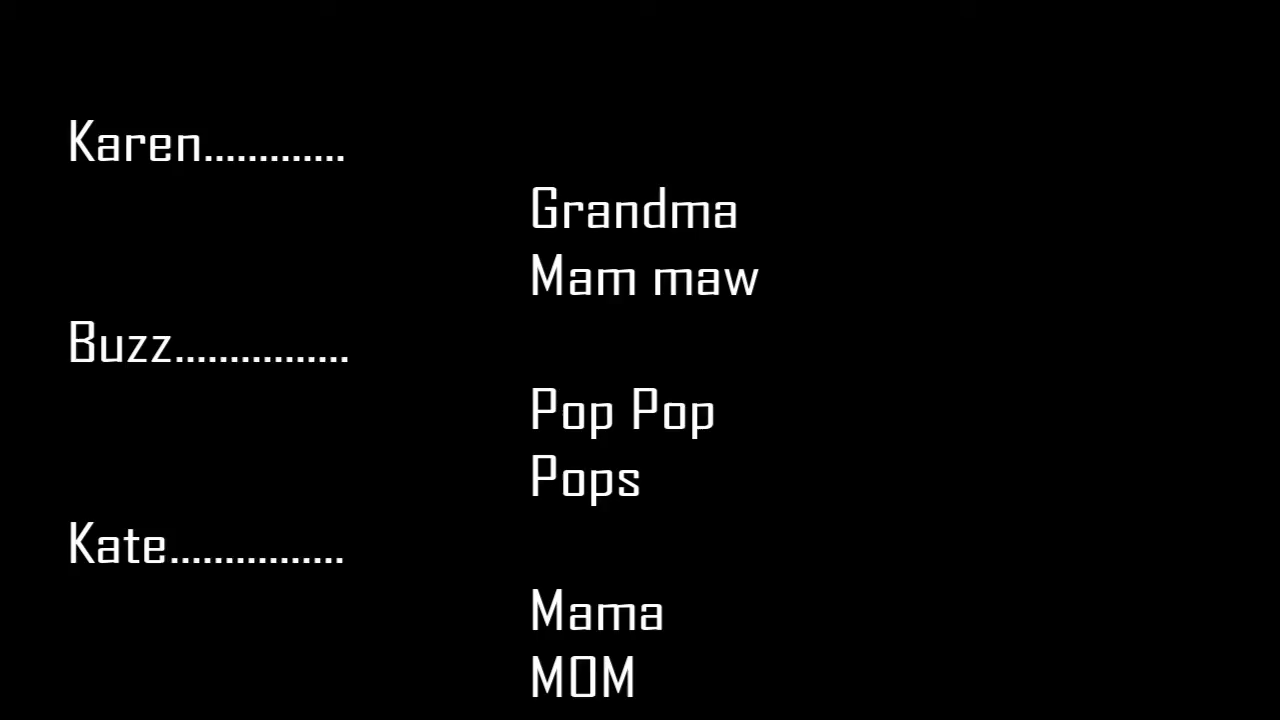 Karen.............
Grandma
Mam maw
Buzz................
Pop Pop
Pops
Kate................
Mama
MOM